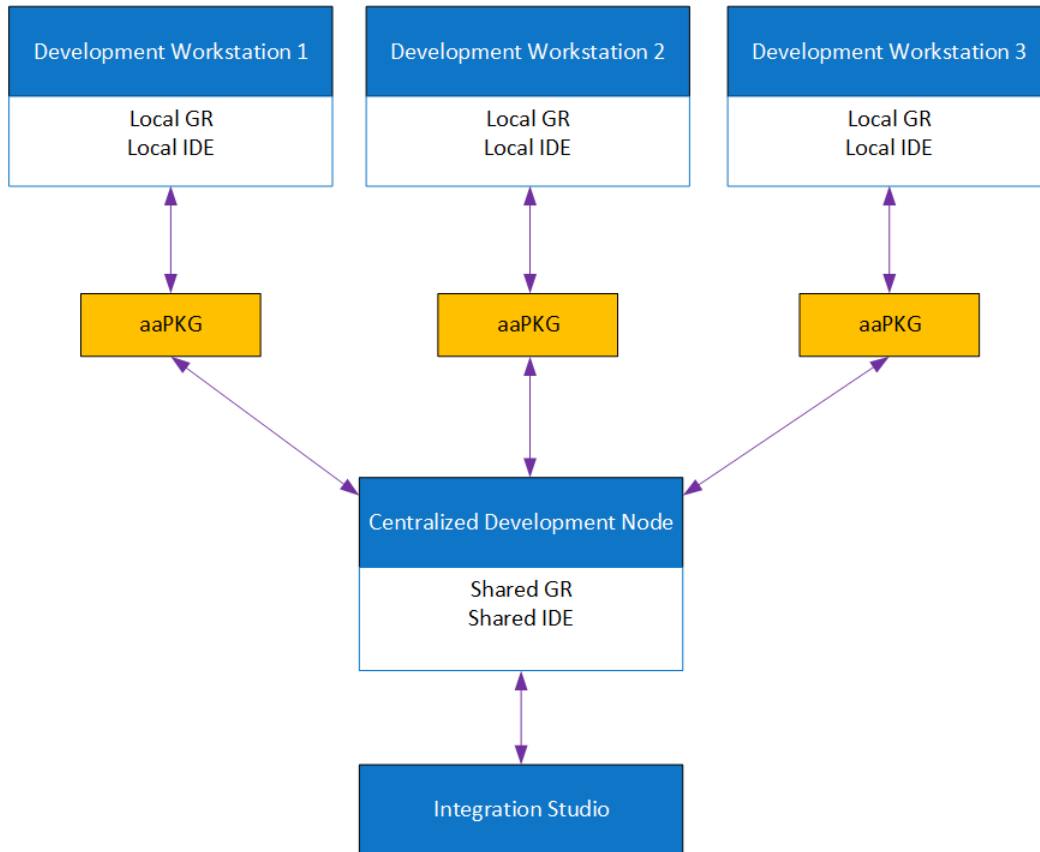 Development Workstation 1
Local GR
Local IDE
Development Workstation 2
Local GR
Local IDE
Development Workstation 3
Local GR
Local IDE
aaPKG
aaPKG
aaPKG
Centralized Development Node
Shared GR
Shared IDE
Integration Studio